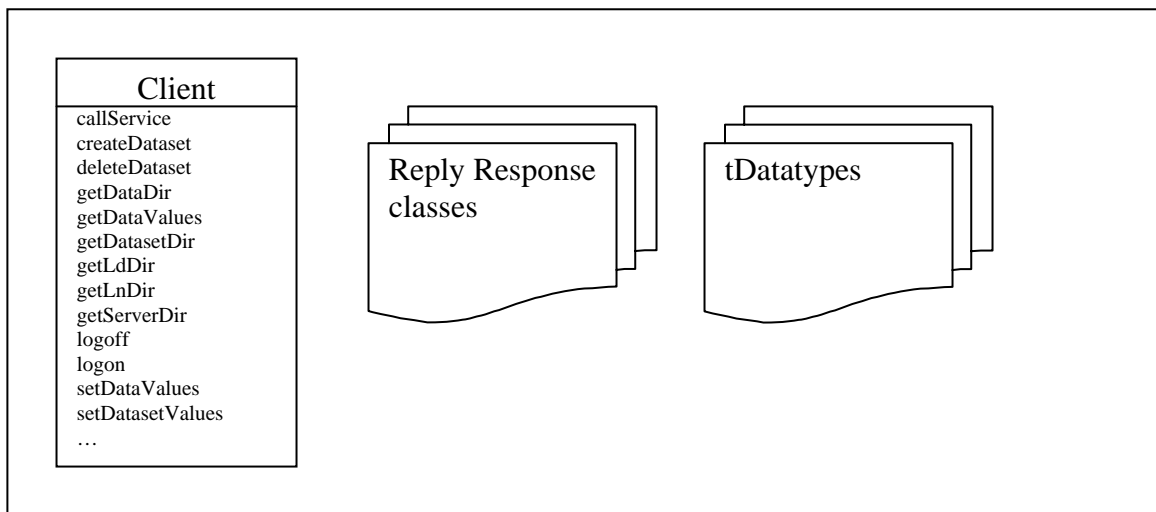 Client
callService
createDataset
deleteDataset
getDataDir
getDataValues
getDatasetDir
getLdDir
getLnDir
getServerDir
logoff
logon
setDataValues
setDatasetValues
…
Reply Response
classes
tDatatypes